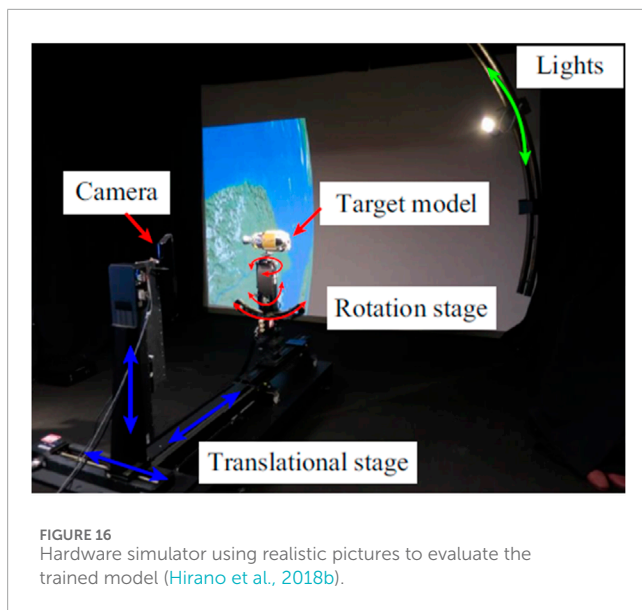 Lights
Camera
Target model
Rotation stage
Translational stage
FIGURE 16
Hardware simulator using realistic pictures to evaluate the
trained model (Hirano et al., 2018b).